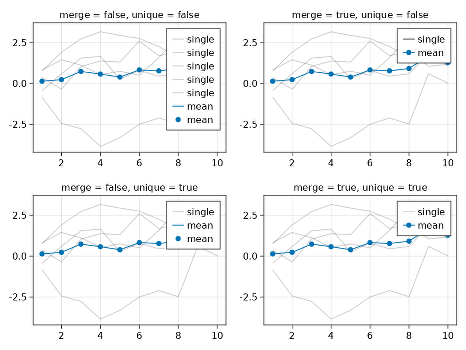 merge = false, unique = false
2.5
0.0
-2.5
2 4 6 8 10
single
single
single
single
single
mean
mean
merge = true, unique = false
2.5
0.0
-2.5
2 4 6 8 10
single
mean
merge = false, unique = true
2.5
0.0
-2.5
2 4 6 8 10
single
mean
mean
merge = true, unique = true
2.5
0.0
-2.5
2 4 6 8 10
single
mean